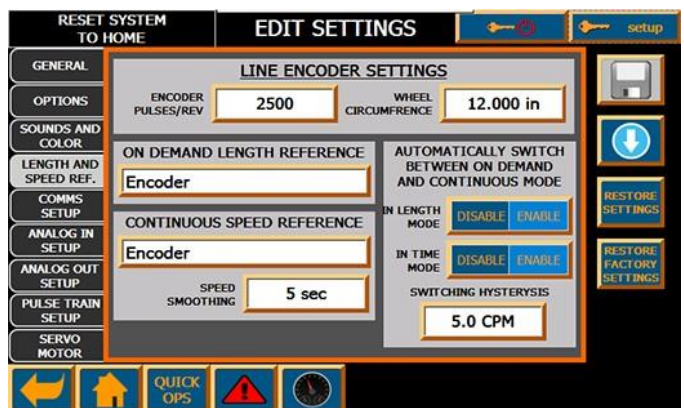 RESET SYSTEM
TO HOME
EDIT SETTINGS
setup
GENERAL
OPTIONS
SOUNDS AND
COLOR
LENGTH AND
SPEED REF.
COMMS
SETUP
ANALOG IN
SETUP
ANALOG OUT
SETUP
PULSE TRAIN
SETUP
SERVO
MOTOR
LINE ENCODER SETTINGS
ENCODER
PULSES/REV
2500
WHEEL
CIRCUMFRENCE
12.000 in
ON DEMAND LENGTH REFERENCE
Encoder
CONTINUOUS SPEED REFERENCE
Encoder
SPEED
SMOOTHING
5 sec
AUTOMATICALLY SWITCH
BETWEEN ON DEMAND
AND CONTINUOUS MODE
IN LENGTH
MODE
DISABLE ENABLE
IN TIME
MODE
DISABLE ENABLE
SWITCHING HYSTERYSIS
5.0 CPM
RESTORE
SETTINGS
RESTORE
FACTORY
SETTINGS
QUICK
OPS